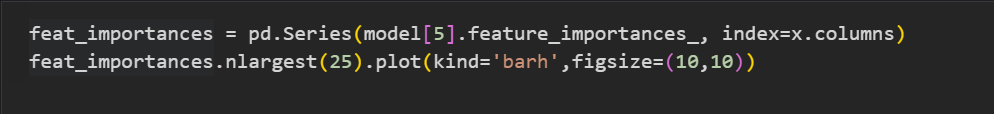 feat_importances = pd.Series(model[5].feature_importances_, index=x.columns)
feat_importances.nlargest(25).plot(kind='barh',figsize=(10,10))